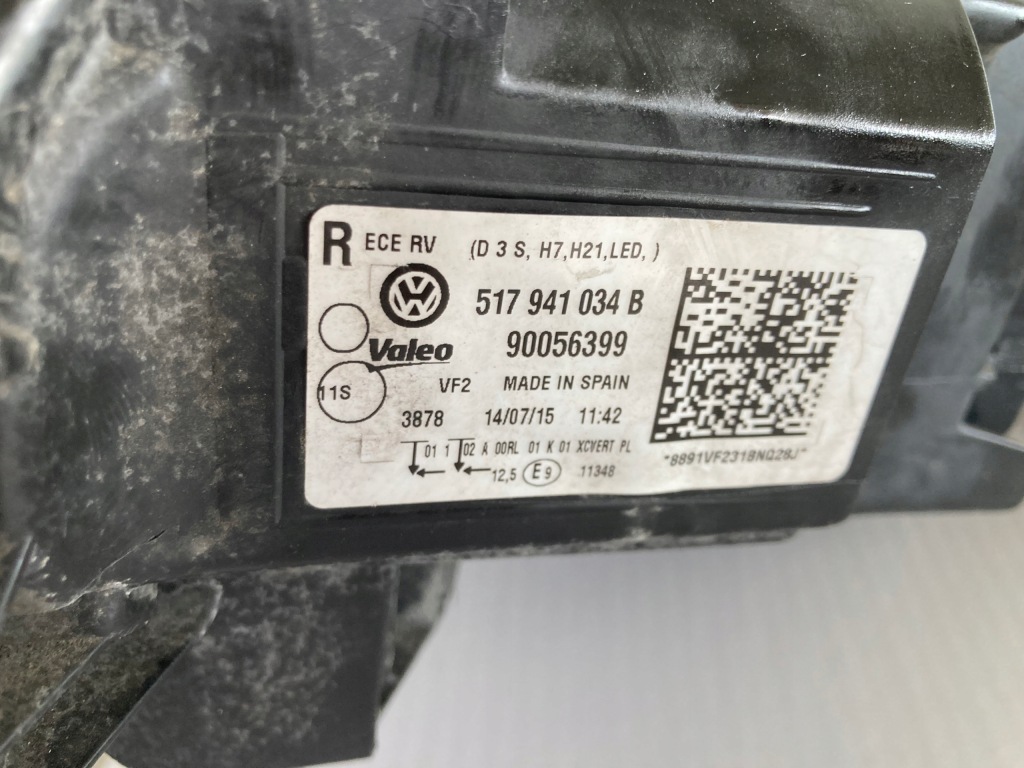 R ECE RV (D 3 S, H7,H21,LED, )
517 941 034 B
Valeo 90056399
11S VF2 MADE IN SPAIN
3878 14/07/15 11:42
01 1 02 A 00RL 01 K 01 XCVERT PL
12,5 E9 11348
*8891VF2318NQ28J*